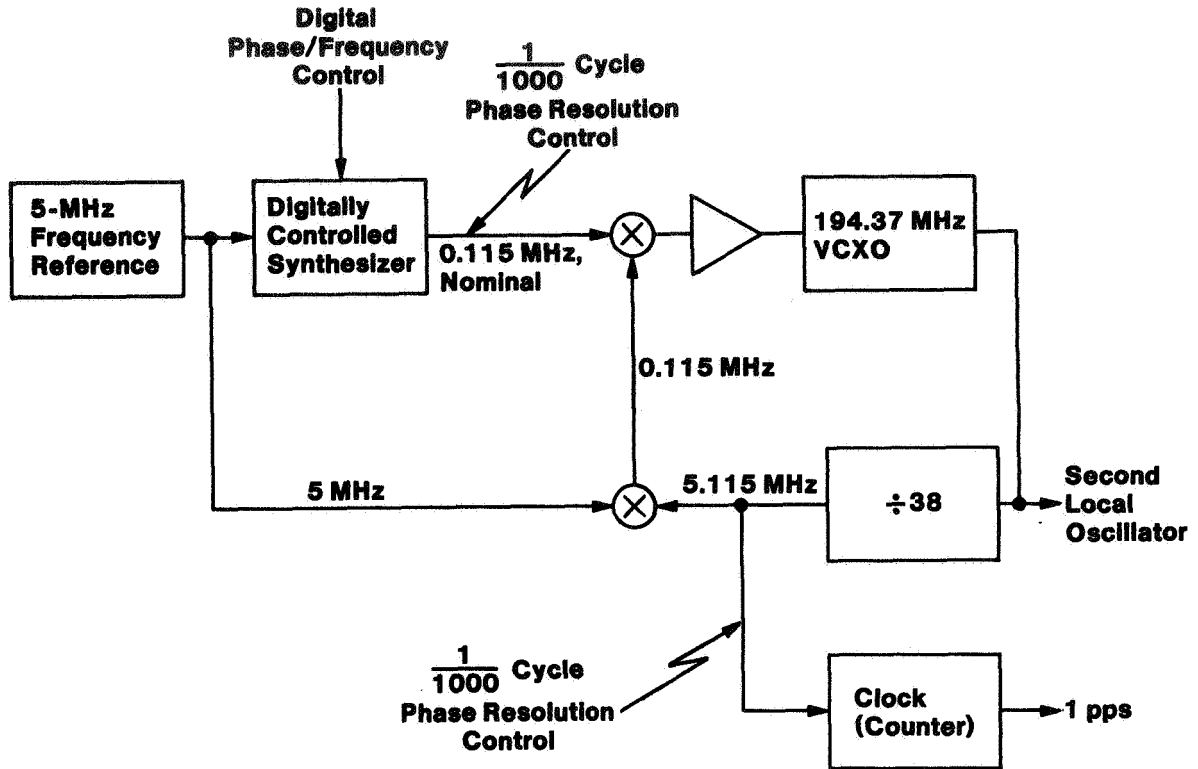 Digital
Phase/Frequency
Control
1
1000 Cycle
Phase Resolution
Control
5-MHz
Frequency
Reference
Digitally
Controlled
Synthesizer
0.115 MHz,
Nominal
194.37 MHz
VCXO
0.115 MHz
5 MHz
5.115 MHz
÷38
Second
Local
Oscillator
1
1000 Cycle
Phase Resolution
Control
Clock
(Counter)
1 pps